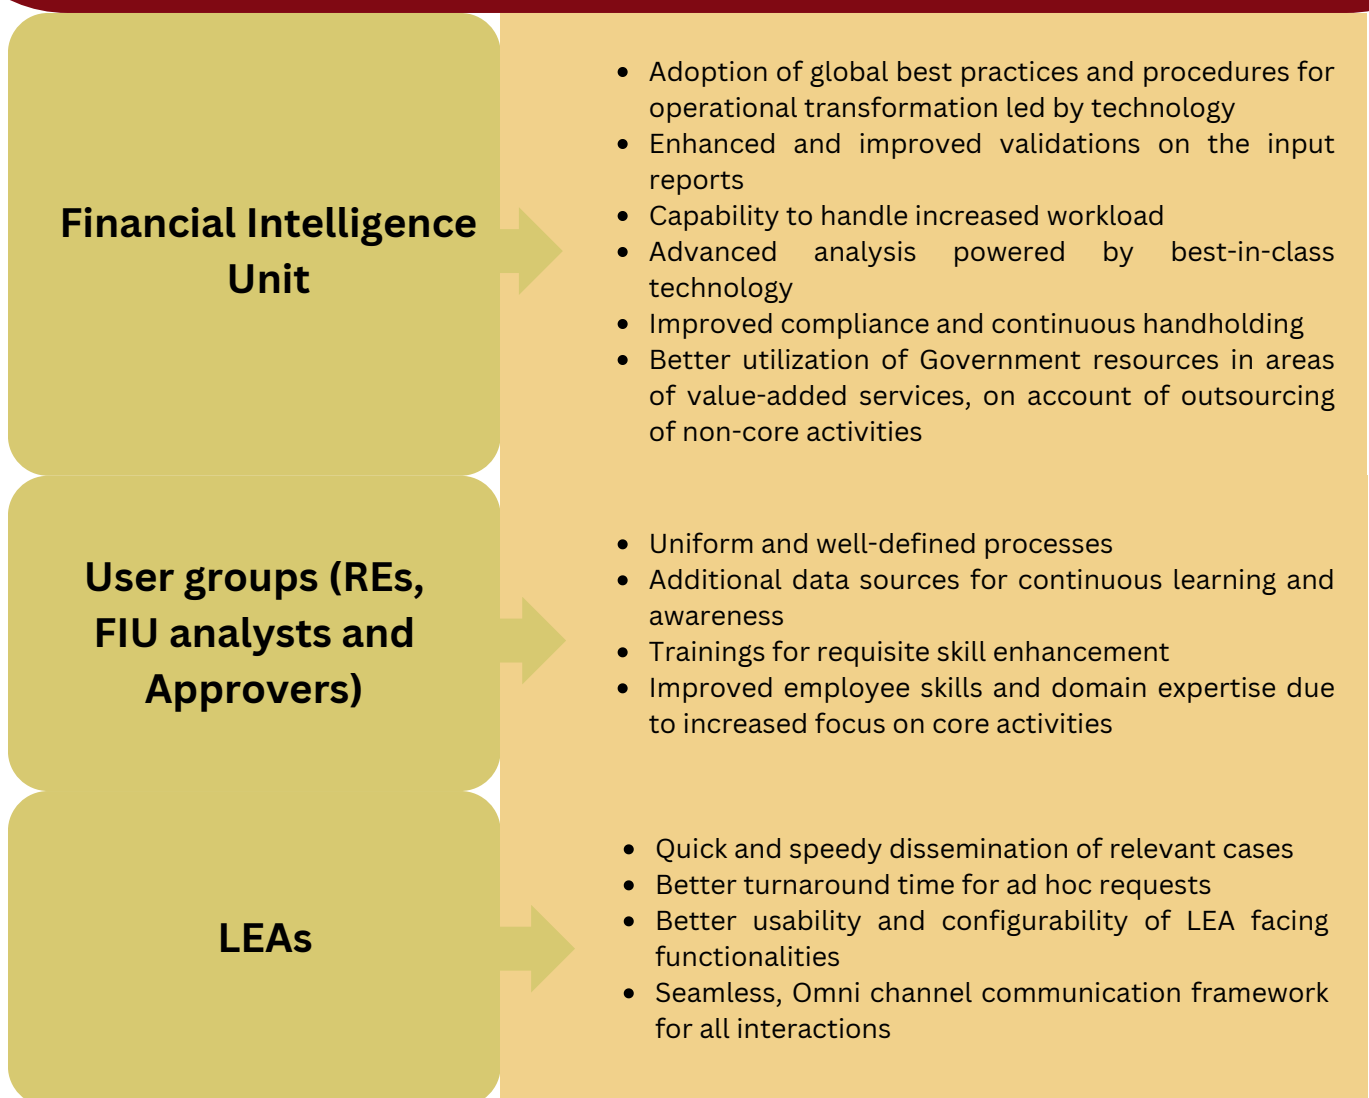 Financial Intelligence
Unit
• Adoption of global best practices and procedures for
operational transformation led by technology
• Enhanced and improved validations on the input
reports
• Capability to handle increased workload
• Advanced analysis powered by best-in-class
technology
• Improved compliance and continuous handholding
• Better utilization of Government resources in areas
of value-added services, on account of outsourcing
of non-core activities
User groups (REs,
FIU analysts and
Approvers)
• Uniform and well-defined processes
• Additional data sources for continuous learning and
awareness
• Trainings for requisite skill enhancement
• Improved employee skills and domain expertise due
to increased focus on core activities
LEAs
• Quick and speedy dissemination of relevant cases
• Better turnaround time for ad hoc requests
• Better usability and configurability of LEA facing
functionalities
• Seamless, Omni channel communication framework
for all interactions